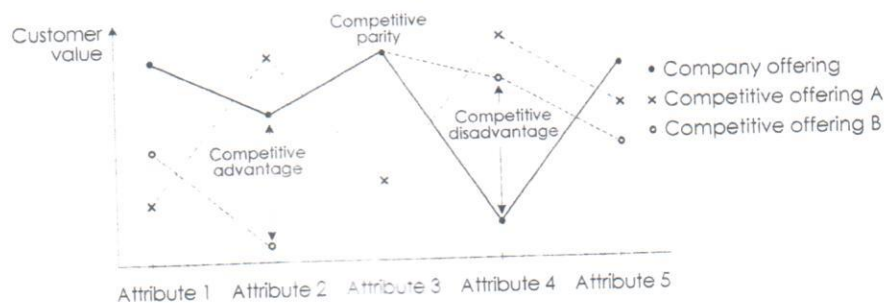 Customer
value
Competitive
parity
Company offering
Competitive offering A
Competitive offering B
Competitive
advantage
Competitive
disadvantage
Attribute 1
Attribute 2
Attribute 3
Attribute 4
Attribute 5